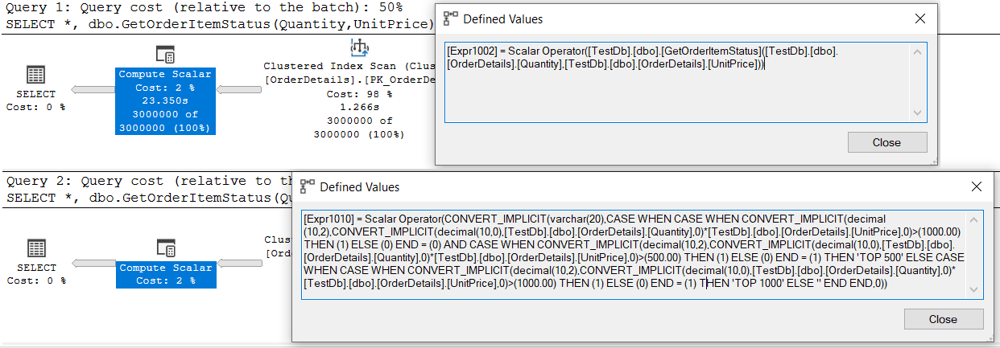 Query 1: Query cost (relative to the batch): 50%
SELECT *, dbo.GetOrderItemStatus(Quantity,UnitPrice)
SELECT
Cost: 0 %
Compute Scalar
Cost: 2 %
23.350s
3000000 of
3000000 (100%)
Clustered Index Scan (Clus
[OrderDetails].[PK_OrderDe
Cost: 98 %
1.266s
3000000 of
3000000 (100%)
Defined Values
[Expr1002] = Scalar Operator([TestDb].[dbo].[GetOrderItemStatus]([TestDb].[dbo].
[OrderDetails].[Quantity],[TestDb].[dbo].[OrderDetails].[UnitPrice]))
Close
Query 2: Query cost (relative to th
SELECT *, dbo.GetOrderItemStatus(Qu
SELECT
Cost: 0 %
Compute Scalar
Cost: 2 %
Clus
[Ord
Defined Values
[Expr1010] = Scalar Operator(CONVERT_IMPLICIT(varchar(20),CASE WHEN CASE WHEN CONVERT_IMPLICIT(decimal
(10,2),CONVERT_IMPLICIT(decimal(10,0),[TestDb].[dbo].[OrderDetails].[Quantity],0)*[TestDb].[dbo].[OrderDetails].[UnitPrice],0)>(1000.00)
THEN (1) ELSE (0) END = (0) AND CASE WHEN CONVERT_IMPLICIT(decimal(10,2),CONVERT_IMPLICIT(decimal(10,0),[TestDb].[dbo].
[OrderDetails].[Quantity],0)*[TestDb].[dbo].[OrderDetails].[UnitPrice],0)>(500.00) THEN (1) ELSE (0) END = (1) THEN 'TOP 500' ELSE CASE
WHEN CASE WHEN CONVERT_IMPLICIT(decimal(10,2),CONVERT_IMPLICIT(decimal(10,0),[TestDb].[dbo].[OrderDetails].[Quantity],0)*
[TestDb].[dbo].[OrderDetails].[UnitPrice],0)>(1000.00) THEN (1) ELSE (0) END = (1) THEN 'TOP 1000' ELSE '' END END,0))
Close